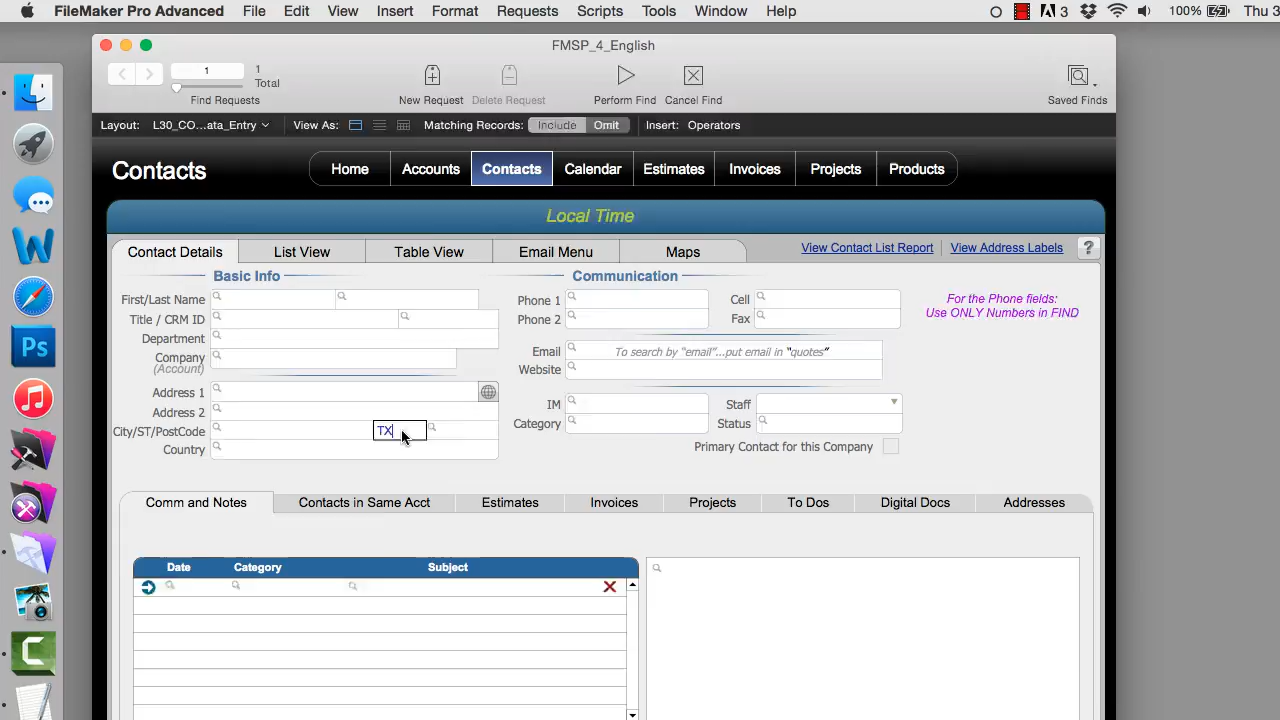 FileMaker Pro Advanced File Edit View Insert Format Requests Scripts Tools Window Help 3 100% Thu 3
FMSP_4_English
1 1 Total
Find Requests New Request Delete Request Perform Find Cancel Find Saved Finds
Layout: L30_CO...ata_Entry View As: Matching Records: Include Omit Insert: Operators
Contacts Home Accounts Contacts Calendar Estimates Invoices Projects Products
Local Time
Contact Details List View Table View Email Menu Maps View Contact List Report View Address Labels ?
Basic Info Communication
First/Last Name Phone 1 Cell For the Phone fields:
Title / CRM ID Phone 2 Fax Use ONLY Numbers in FIND
Department
Company Email To search by "email"...put email in "quotes"
(Account) Website
Address 1
Address 2 IM Staff
City/ST/PostCode TX Category Status
Country Primary Contact for this Company
Comm and Notes Contacts in Same Acct Estimates Invoices Projects To Dos Digital Docs Addresses
Date Category Subject
W
Ps
C